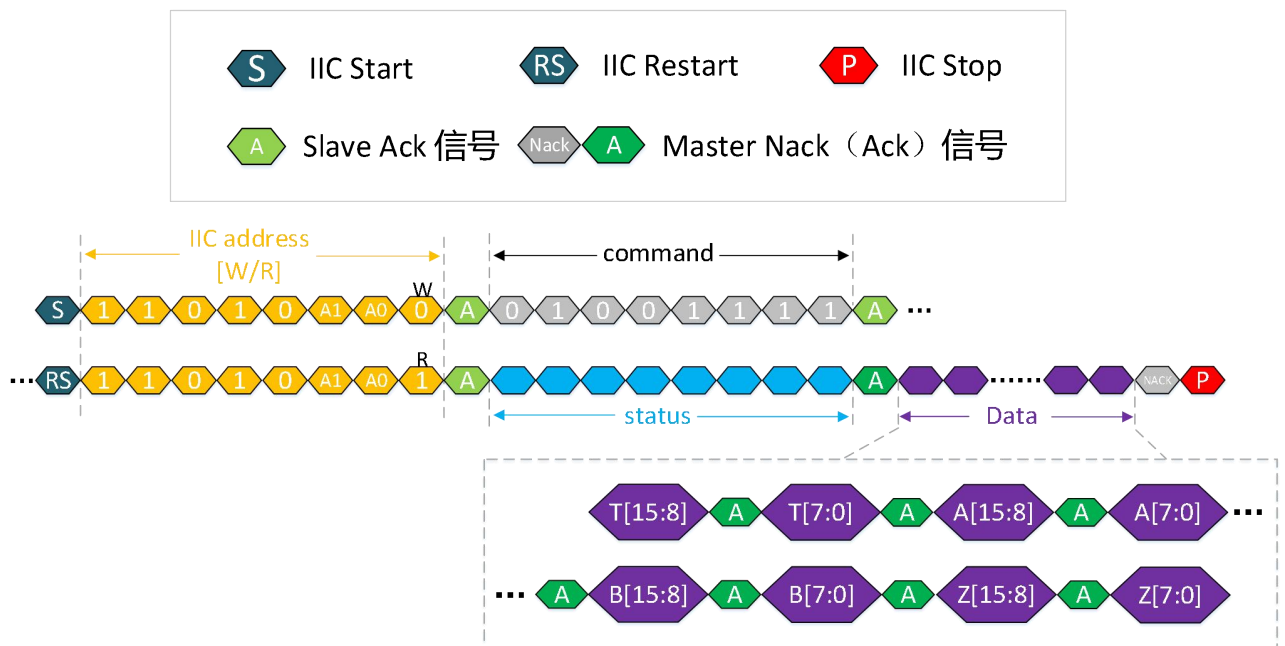 S IIC Start RS IIC Restart P IIC Stop
A Slave Ack 信号 Nack A Master Nack（Ack）信号
IIC address
[W/R]
command
W
S 1 1 0 1 0 A1 A0 0 A 0 1 0 0 1 1 1 1 A ...
R
...RS 1 1 0 1 0 A1 A0 1 A A ...... NACK P
status
Data
T[15:8] A T[7:0] A A[15:8] A A[7:0] ...
... A B[15:8] A B[7:0] A Z[15:8] A Z[7:0]